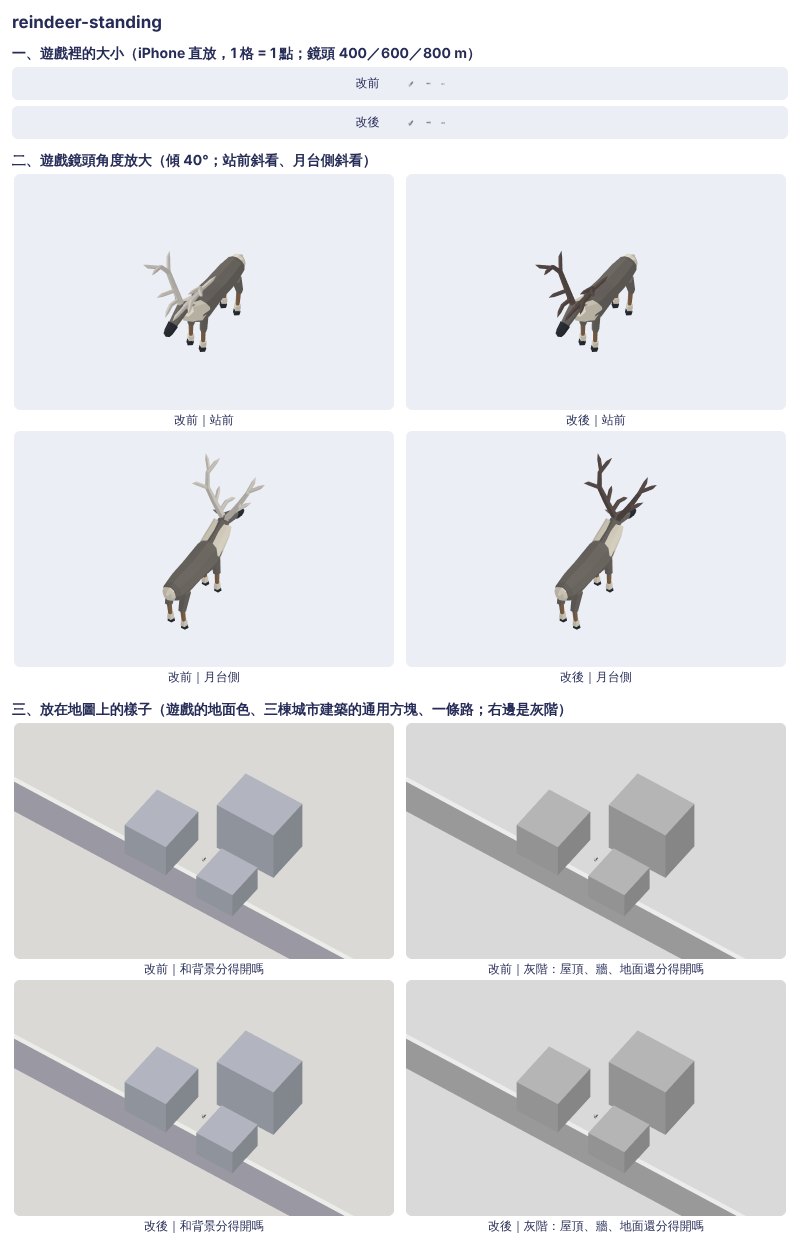 reindeer-standing
一、遊戲裡的大小（iPhone 直放，1 格 = 1 點；鏡頭 400／600／800 m）
改前
改後
二、遊戲鏡頭角度放大（傾 40°；站前斜看、月台側斜看）
改前｜站前
改後｜站前
改前｜月台側
改後｜月台側
三、放在地圖上的樣子（遊戲的地面色、三棟城市建築的通用方塊、一條路；右邊是灰階）
改前｜和背景分得開嗎
改前｜灰階：屋頂、牆、地面還分得開嗎
改後｜和背景分得開嗎
改後｜灰階：屋頂、牆、地面還分得開嗎